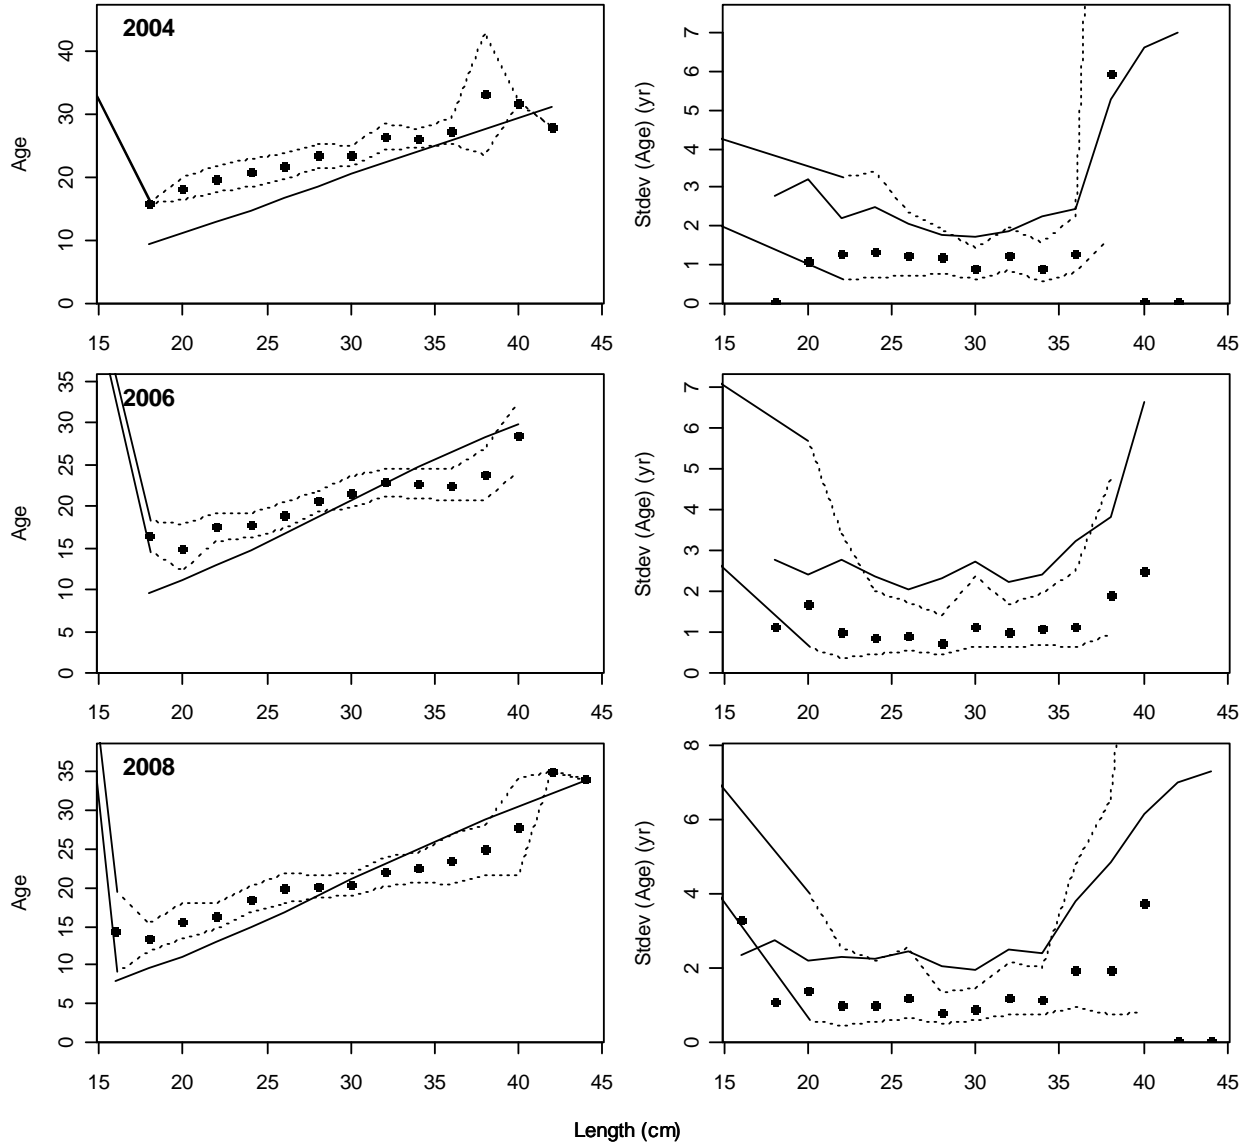 2004
Age
0 10 20 30 40
15 20 25 30 35 40 45
Stdev (Age) (yr)
0 1 2 3 4 5 6 7
15 20 25 30 35 40 45
2006
Age
0 5 10 15 20 25 30 35
15 20 25 30 35 40 45
Stdev (Age) (yr)
0 1 2 3 4 5 6 7
15 20 25 30 35 40 45
2008
Age
0 5 10 15 20 25 30 35
15 20 25 30 35 40 45
Stdev (Age) (yr)
0 2 4 6 8
15 20 25 30 35 40 45
Length (cm)